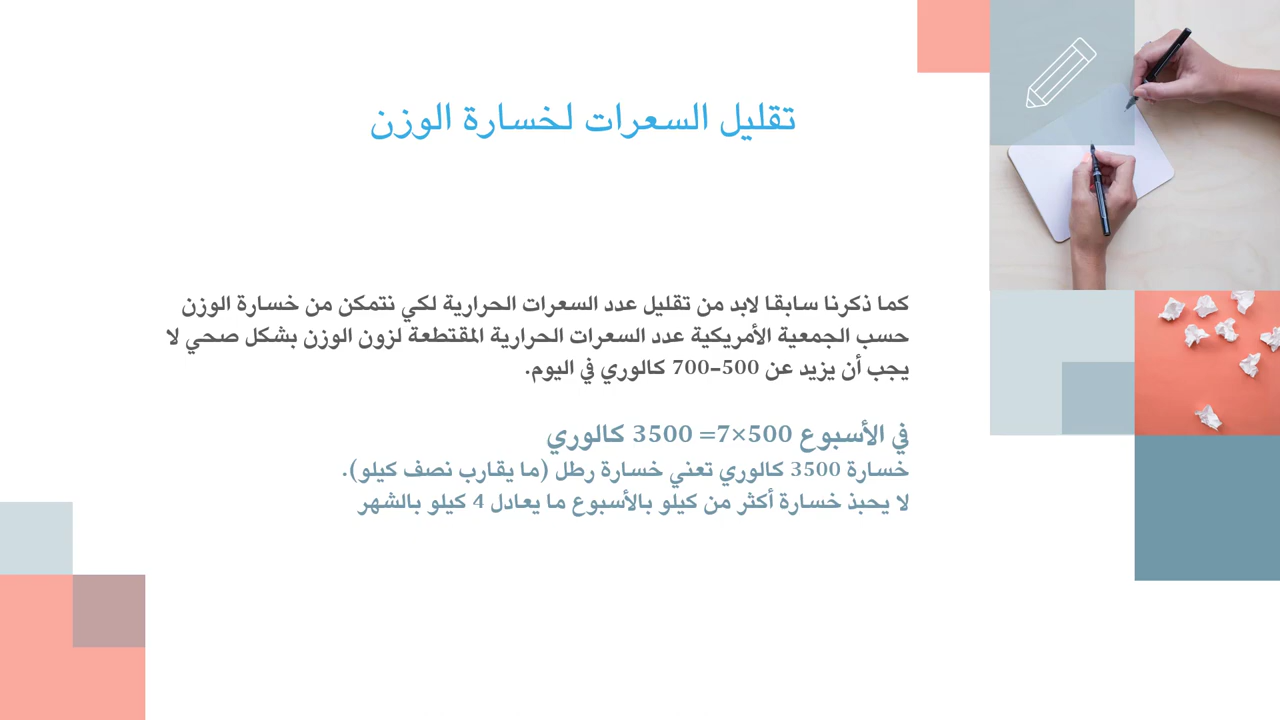 تقليل السعرات لخسارة الوزن
كما ذكرنا سابقا لابد من تقليل عدد السعرات الحرارية لكي نتمكن من خسارة الوزن
حسب الجمعية الأمريكية عدد السعرات الحرارية المقتطعة لزون الوزن بشكل صحي لا
يجب أن يزيد عن 500-700 كالوري في اليوم.
في الأسبوع 500×7= 3500 كالوري
خسارة 3500 كالوري تعني خسارة رطل (ما يقارب نصف كيلو).
لا يحبذ خسارة أكثر من كيلو بالأسبوع ما يعادل 4 كيلو بالشهر